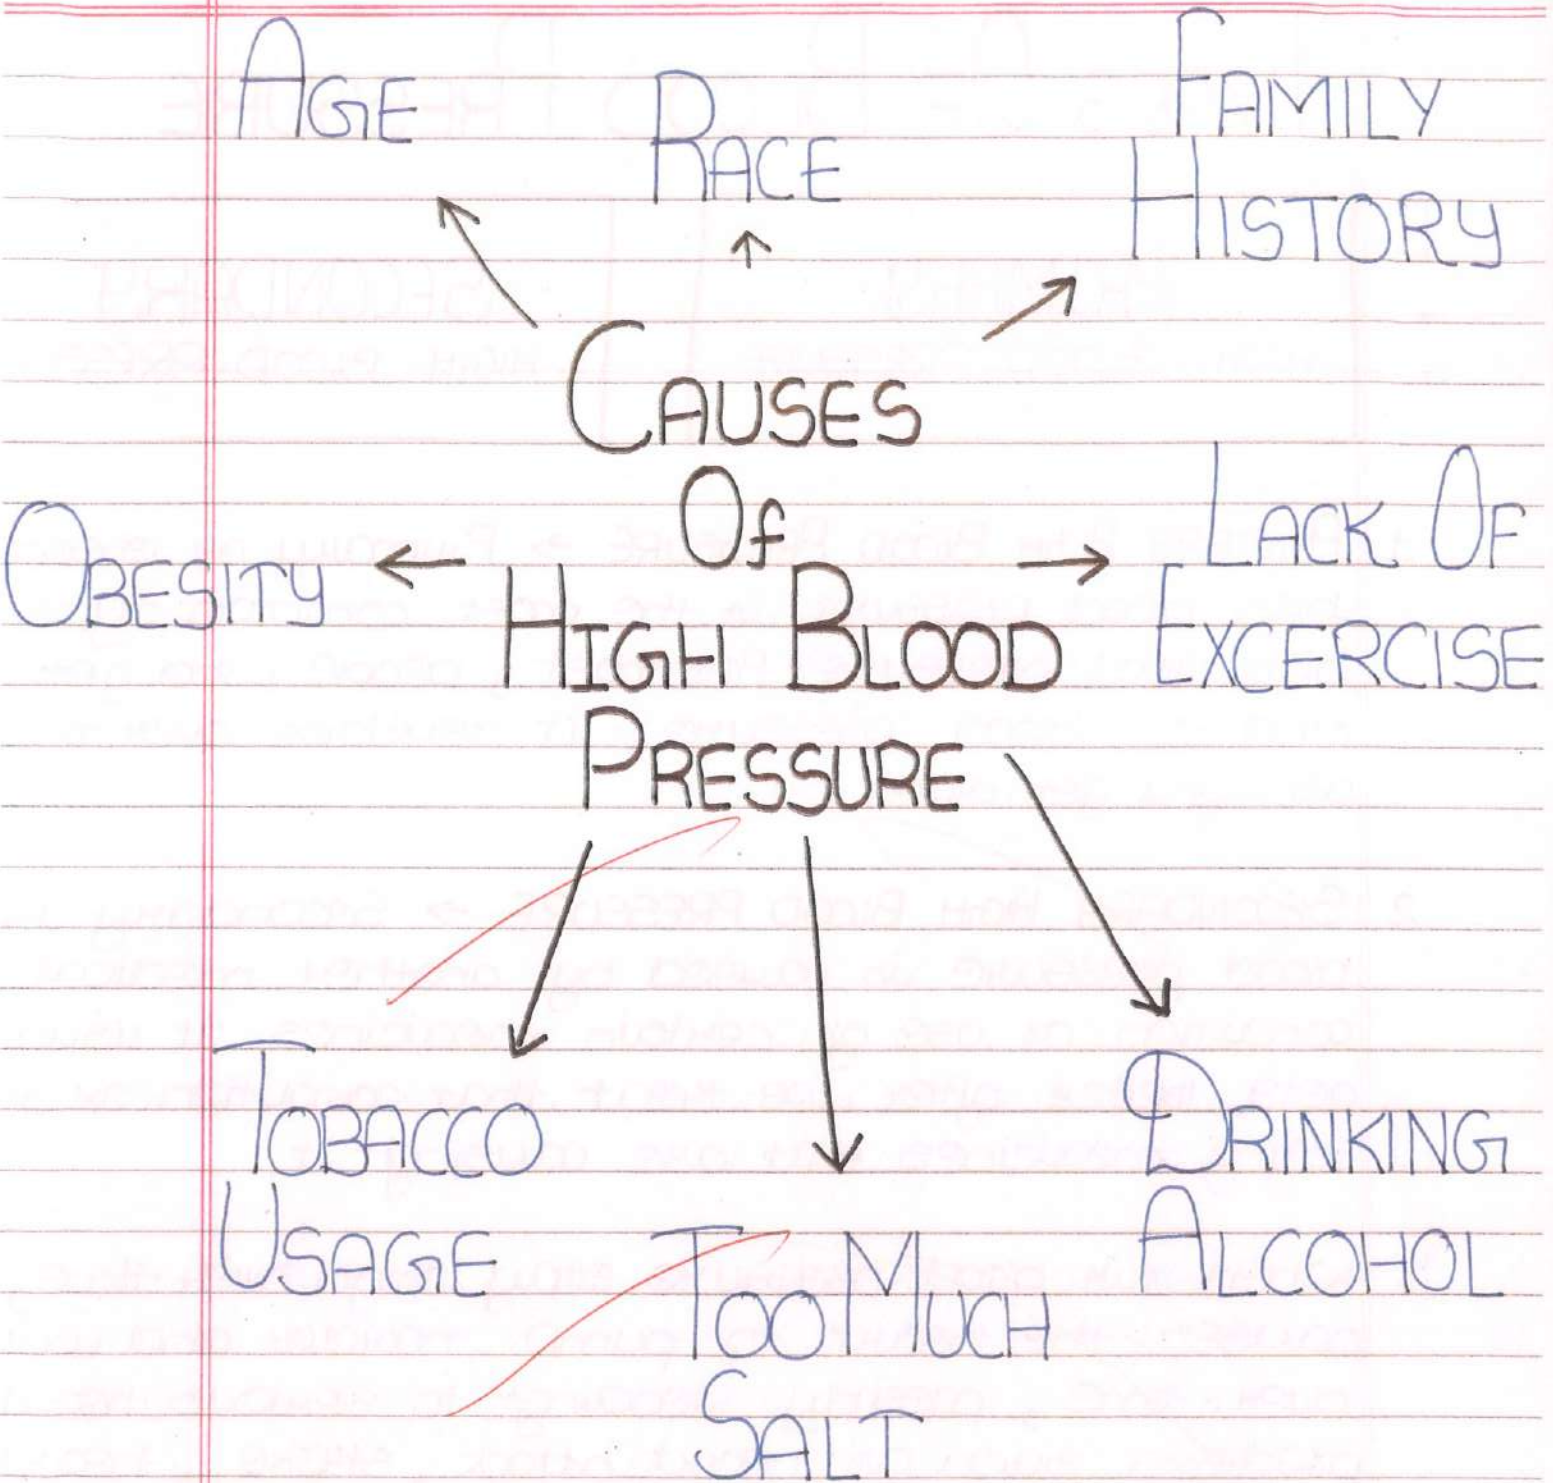 AGE
RACE
FAMILY
HISTORY
CAUSES
Of
HIGH BLOOD
PRESSURE
OBESITY
LACK OF
EXCERCISE
TOBACCO
USAGE
TOO MUCH
SALT
DRINKING
ALCOHOL